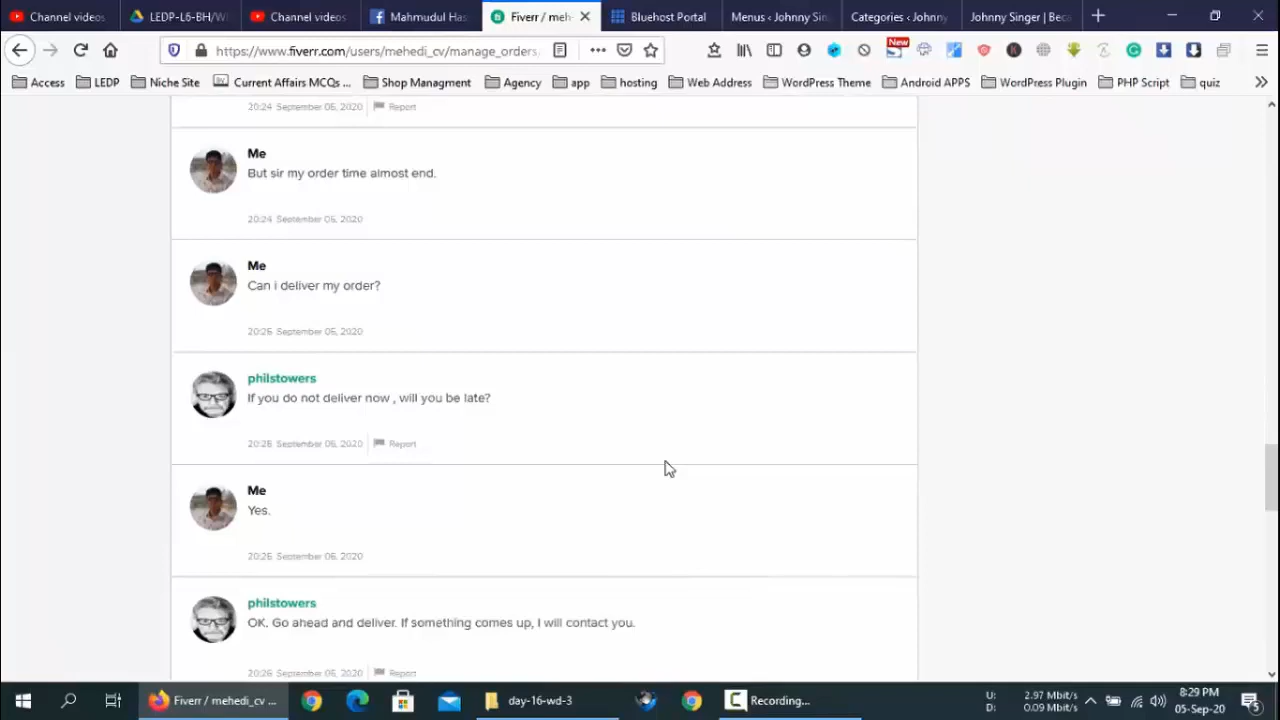 Channel videos
LEDP-L6-BH/WI
Channel videos
Mahmudul Has
Fiverr / meh
Bluehost Portal
Menus ‹ Johnny Sin
Categories ‹ Johnny
Johnny Singer | Bec
https://www.fiverr.com/users/mehedi_cv/manage_orders
New
Access
LEDP
Niche Site
Current Affairs MCQs ...
Shop Managment
Agency
app
hosting
Web Address
WordPress Theme
Android APPS
WordPress Plugin
PHP Script
quiz
20:24 September 05, 2020 Report
Me
But sir my order time almost end.
20:24 September 05, 2020
Me
Can i deliver my order?
20:25 September 05, 2020
philstowers
If you do not deliver now , will you be late?
20:25 September 05, 2020 Report
Me
Yes.
20:25 September 05, 2020
philstowers
OK. Go ahead and deliver. If something comes up, I will contact you.
20:26 September 05, 2020 Report
Fiverr / mehedi_cv ...
day-16-wd-3
Recording...
U: 2.97 Mbit/s
D: 0.09 Mbit/s
8:29 PM
05-Sep-20
5